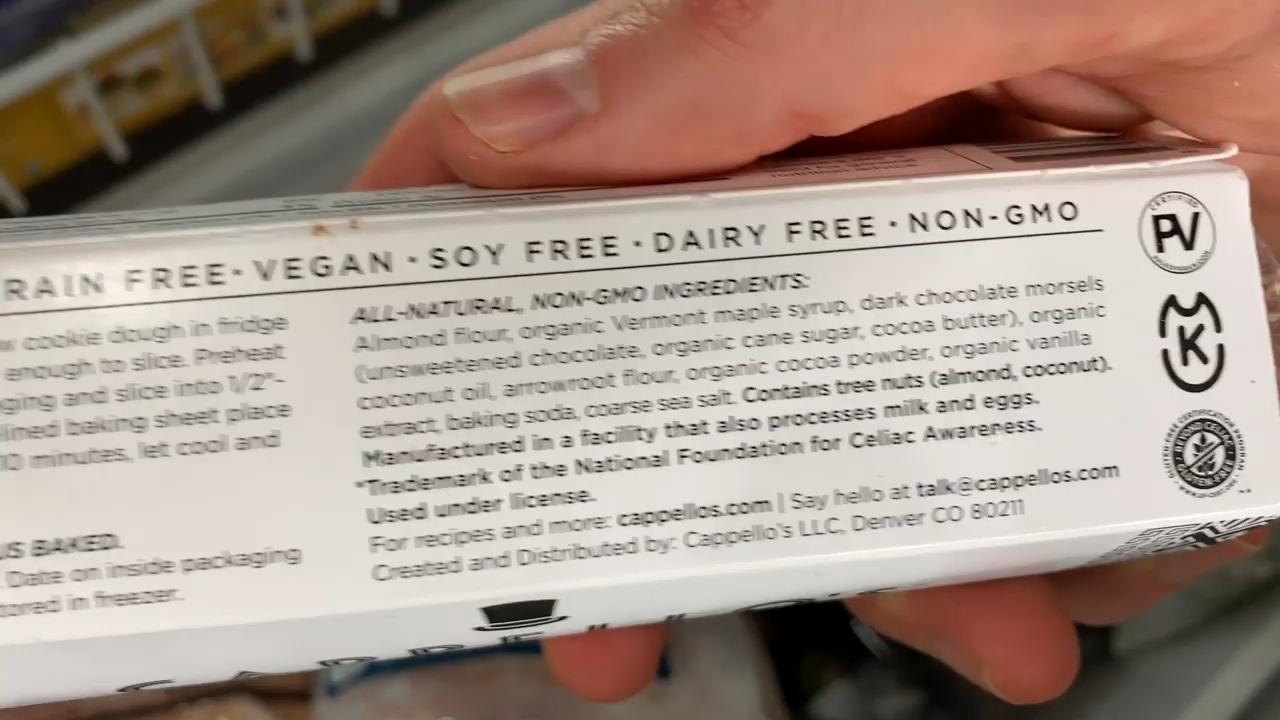 RAIN FREE • VEGAN • SOY FREE • DAIRY FREE • NON-GMO
cookie dough in fridge
enough to slice. Preheat
ging and slice into 1/2"-
lined baking sheet place
10 minutes, let cool and
US BAKED.
Date on inside packaging
tored in freezer.
ALL-NATURAL, NON-GMO INGREDIENTS:
Almond flour, organic Vermont maple syrup, dark chocolate morsels
(unsweetened chocolate, organic cane sugar, cocoa butter), organic
coconut oil, arrowroot flour, organic cocoa powder, organic vanilla
extract, baking soda, coarse sea salt. Contains tree nuts (almond, coconut).
Manufactured in a facility that also processes milk and eggs.
*Trademark of the National Foundation for Celiac Awareness.
Used under license.
For recipes and more: cappellos.com | Say hello at talk@cappellos.com
Created and Distributed by: Cappello's LLC, Denver CO 80211
CERTIFIED
PV
K
CAPPELLO'S